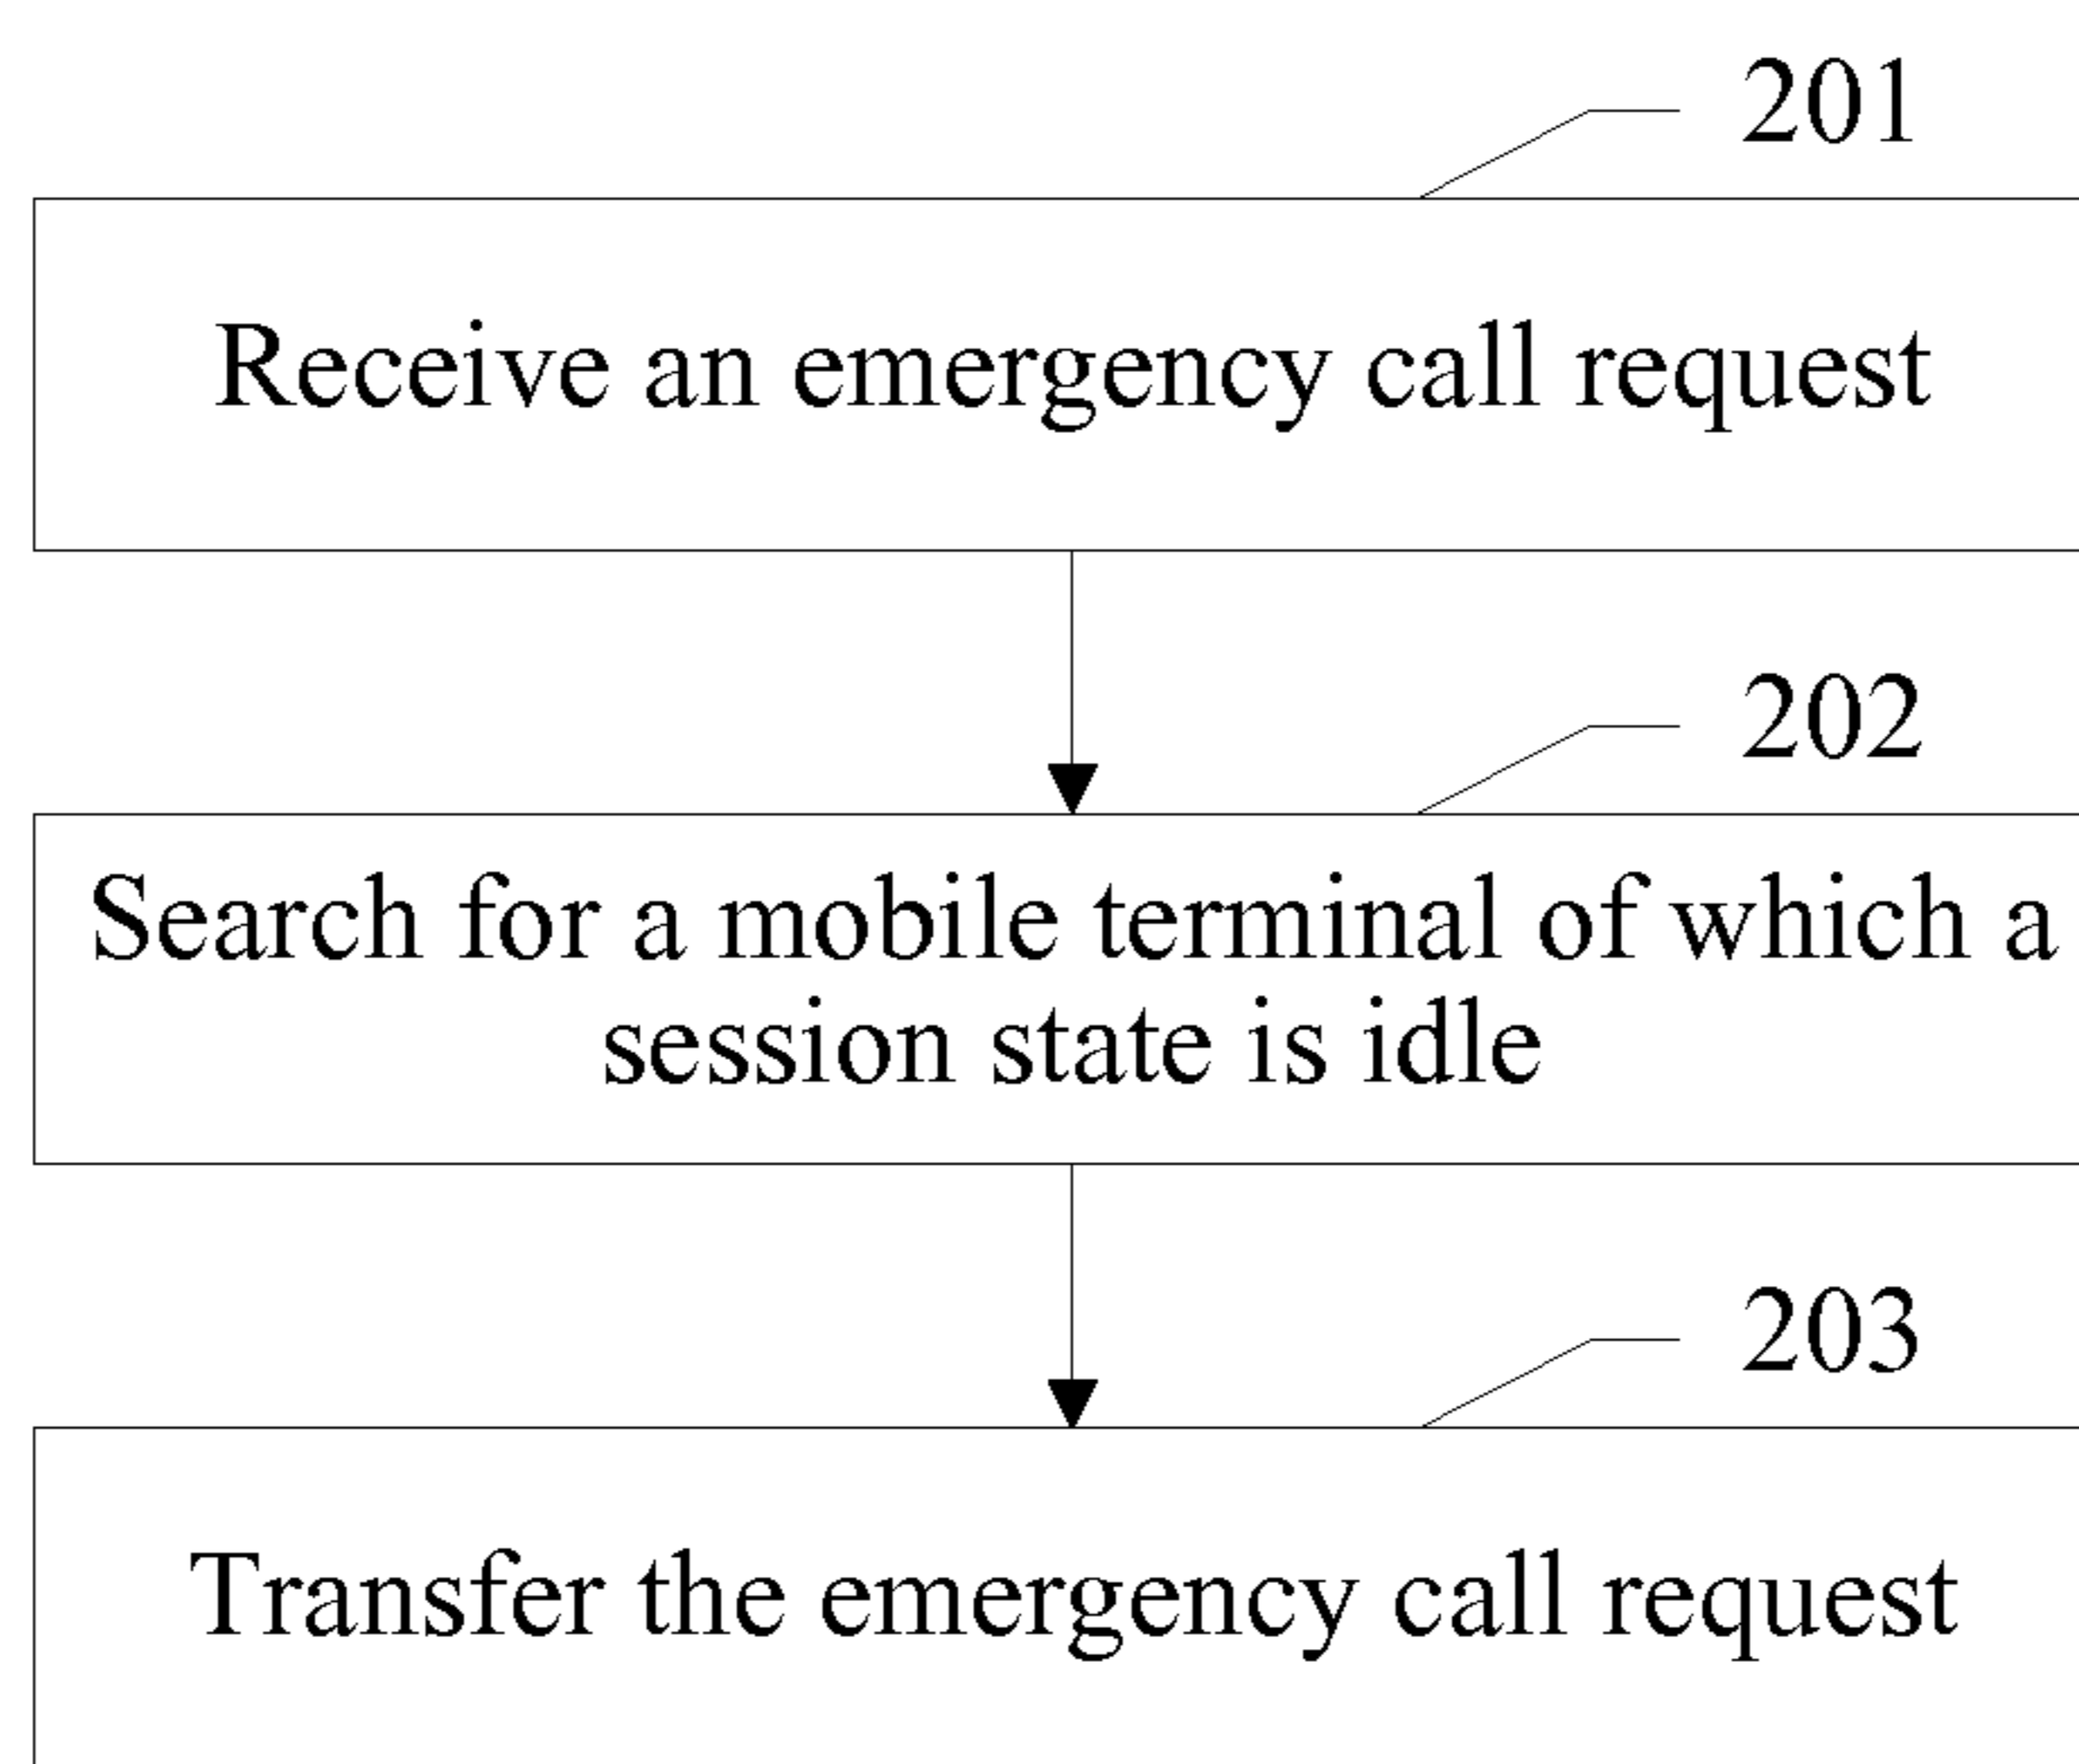 201
Receive an emergency call request
202
Search for a mobile terminal of which a
session state is idle
203
Transfer the emergency call request